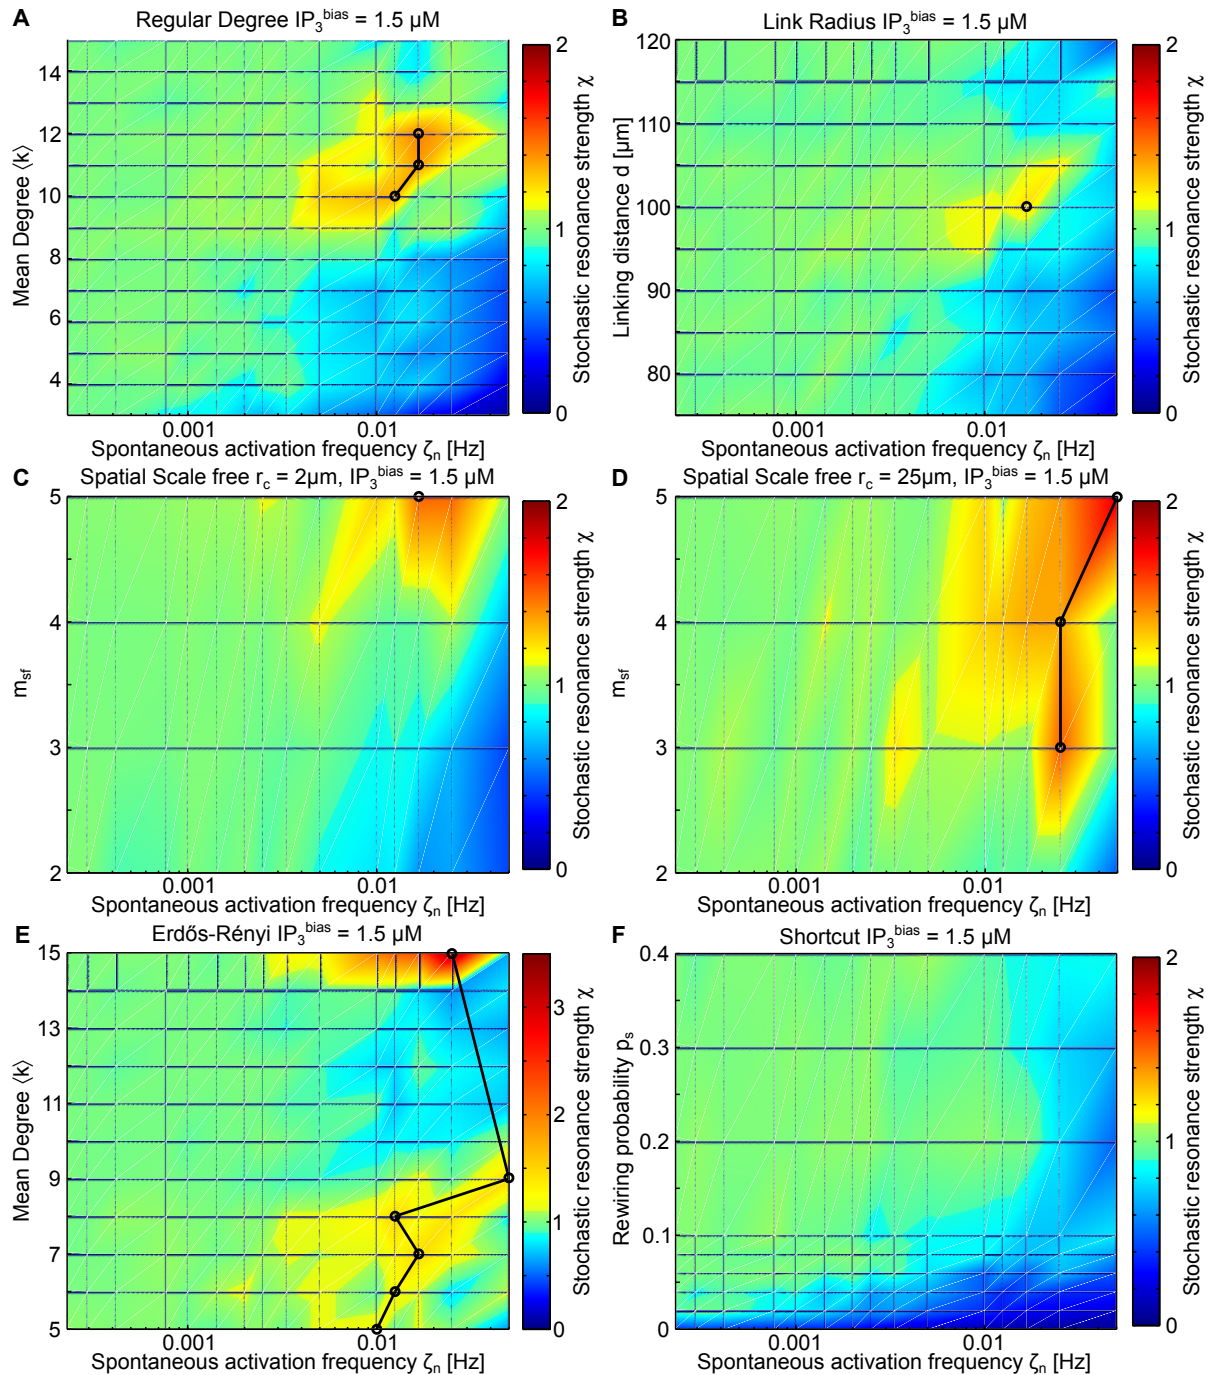 A
Regular Degree IP₃ᵇⁱᵃˢ = 1.5 µM
Mean Degree ⟨k⟩
14
12
10
8
6
4
0.001
0.01
Spontaneous activation frequency ζₙ [Hz]
2
1
0
Stochastic resonance strength χ
B
Link Radius IP₃ᵇⁱᵃˢ = 1.5 µM
Linking distance d [µm]
120
110
100
90
80
0.001
0.01
Spontaneous activation frequency ζₙ [Hz]
2
1
0
Stochastic resonance strength χ
C
Spatial Scale free r_c = 2µm, IP₃ᵇⁱᵃˢ = 1.5 µM
m_sf
5
4
3
2
0.001
0.01
Spontaneous activation frequency ζₙ [Hz]
2
1
0
Stochastic resonance strength χ
D
Spatial Scale free r_c = 25µm, IP₃ᵇⁱᵃˢ = 1.5 µM
m_sf
5
4
3
2
0.001
0.01
Spontaneous activation frequency ζₙ [Hz]
2
1
0
Stochastic resonance strength χ
E
Erdős-Rényi IP₃ᵇⁱᵃˢ = 1.5 µM
Mean Degree ⟨k⟩
15
13
11
9
7
5
0.001
0.01
Spontaneous activation frequency ζₙ [Hz]
3
2
1
0
Stochastic resonance strength χ
F
Shortcut IP₃ᵇⁱᵃˢ = 1.5 µM
Rewiring probability pₛ
0.4
0.3
0.2
0.1
0
0.001
0.01
Spontaneous activation frequency ζₙ [Hz]
2
1
0
Stochastic resonance strength χ